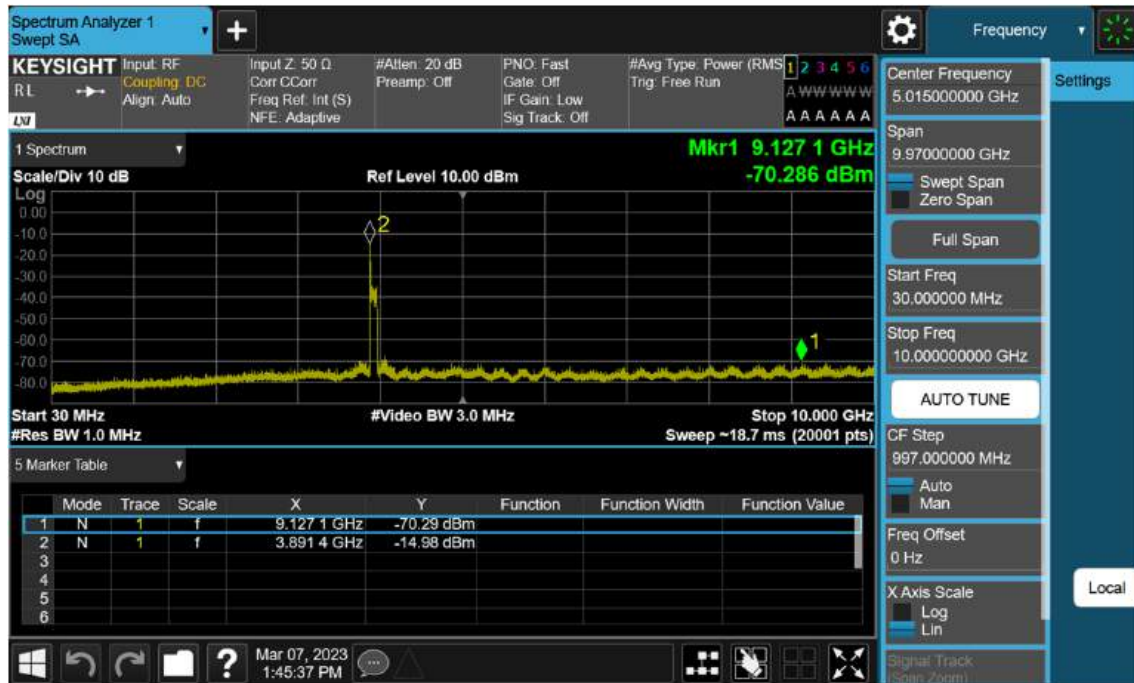 Spectrum Analyzer 1
Swept SA
+
Frequency
KEYSIGHT
RL
LXI
Input: RF
Coupling: DC
Align: Auto
Input Z: 50 Ω
Corr CCorr
Freq Ref: Int (S)
NFE: Adaptive
#Atten: 20 dB
Preamp: Off
PNO: Fast
Gate: Off
IF Gain: Low
Sig Track: Off
#Avg Type: Power (RMS
Trig: Free Run
1 2 3 4 5 6
A W W W W W
A A A A A A
1 Spectrum
Mkr1 9.127 1 GHz
Scale/Div 10 dB
Ref Level 10.00 dBm
-70.286 dBm
Log
0.00
-10.0
-20.0
-30.0
-40.0
-50.0
-60.0
-70.0
-80.0
2
1
Start 30 MHz
#Video BW 3.0 MHz
Stop 10.000 GHz
#Res BW 1.0 MHz
Sweep ~18.7 ms (20001 pts)
5 Marker Table
Mode Trace Scale X Y Function Function Width Function Value
1 N 1 f 9.127 1 GHz -70.29 dBm
2 N 1 f 3.891 4 GHz -14.98 dBm
3
4
5
6
Center Frequency
5.015000000 GHz
Settings
Span
9.97000000 GHz
Swept Span
Zero Span
Full Span
Start Freq
30.000000 MHz
Stop Freq
10.000000000 GHz
AUTO TUNE
CF Step
997.000000 MHz
Auto
Man
Freq Offset
0 Hz
X Axis Scale
Log
Lin
Local
Signal Track
(Span Zoom)
?
Mar 07, 2023
1:45:37 PM